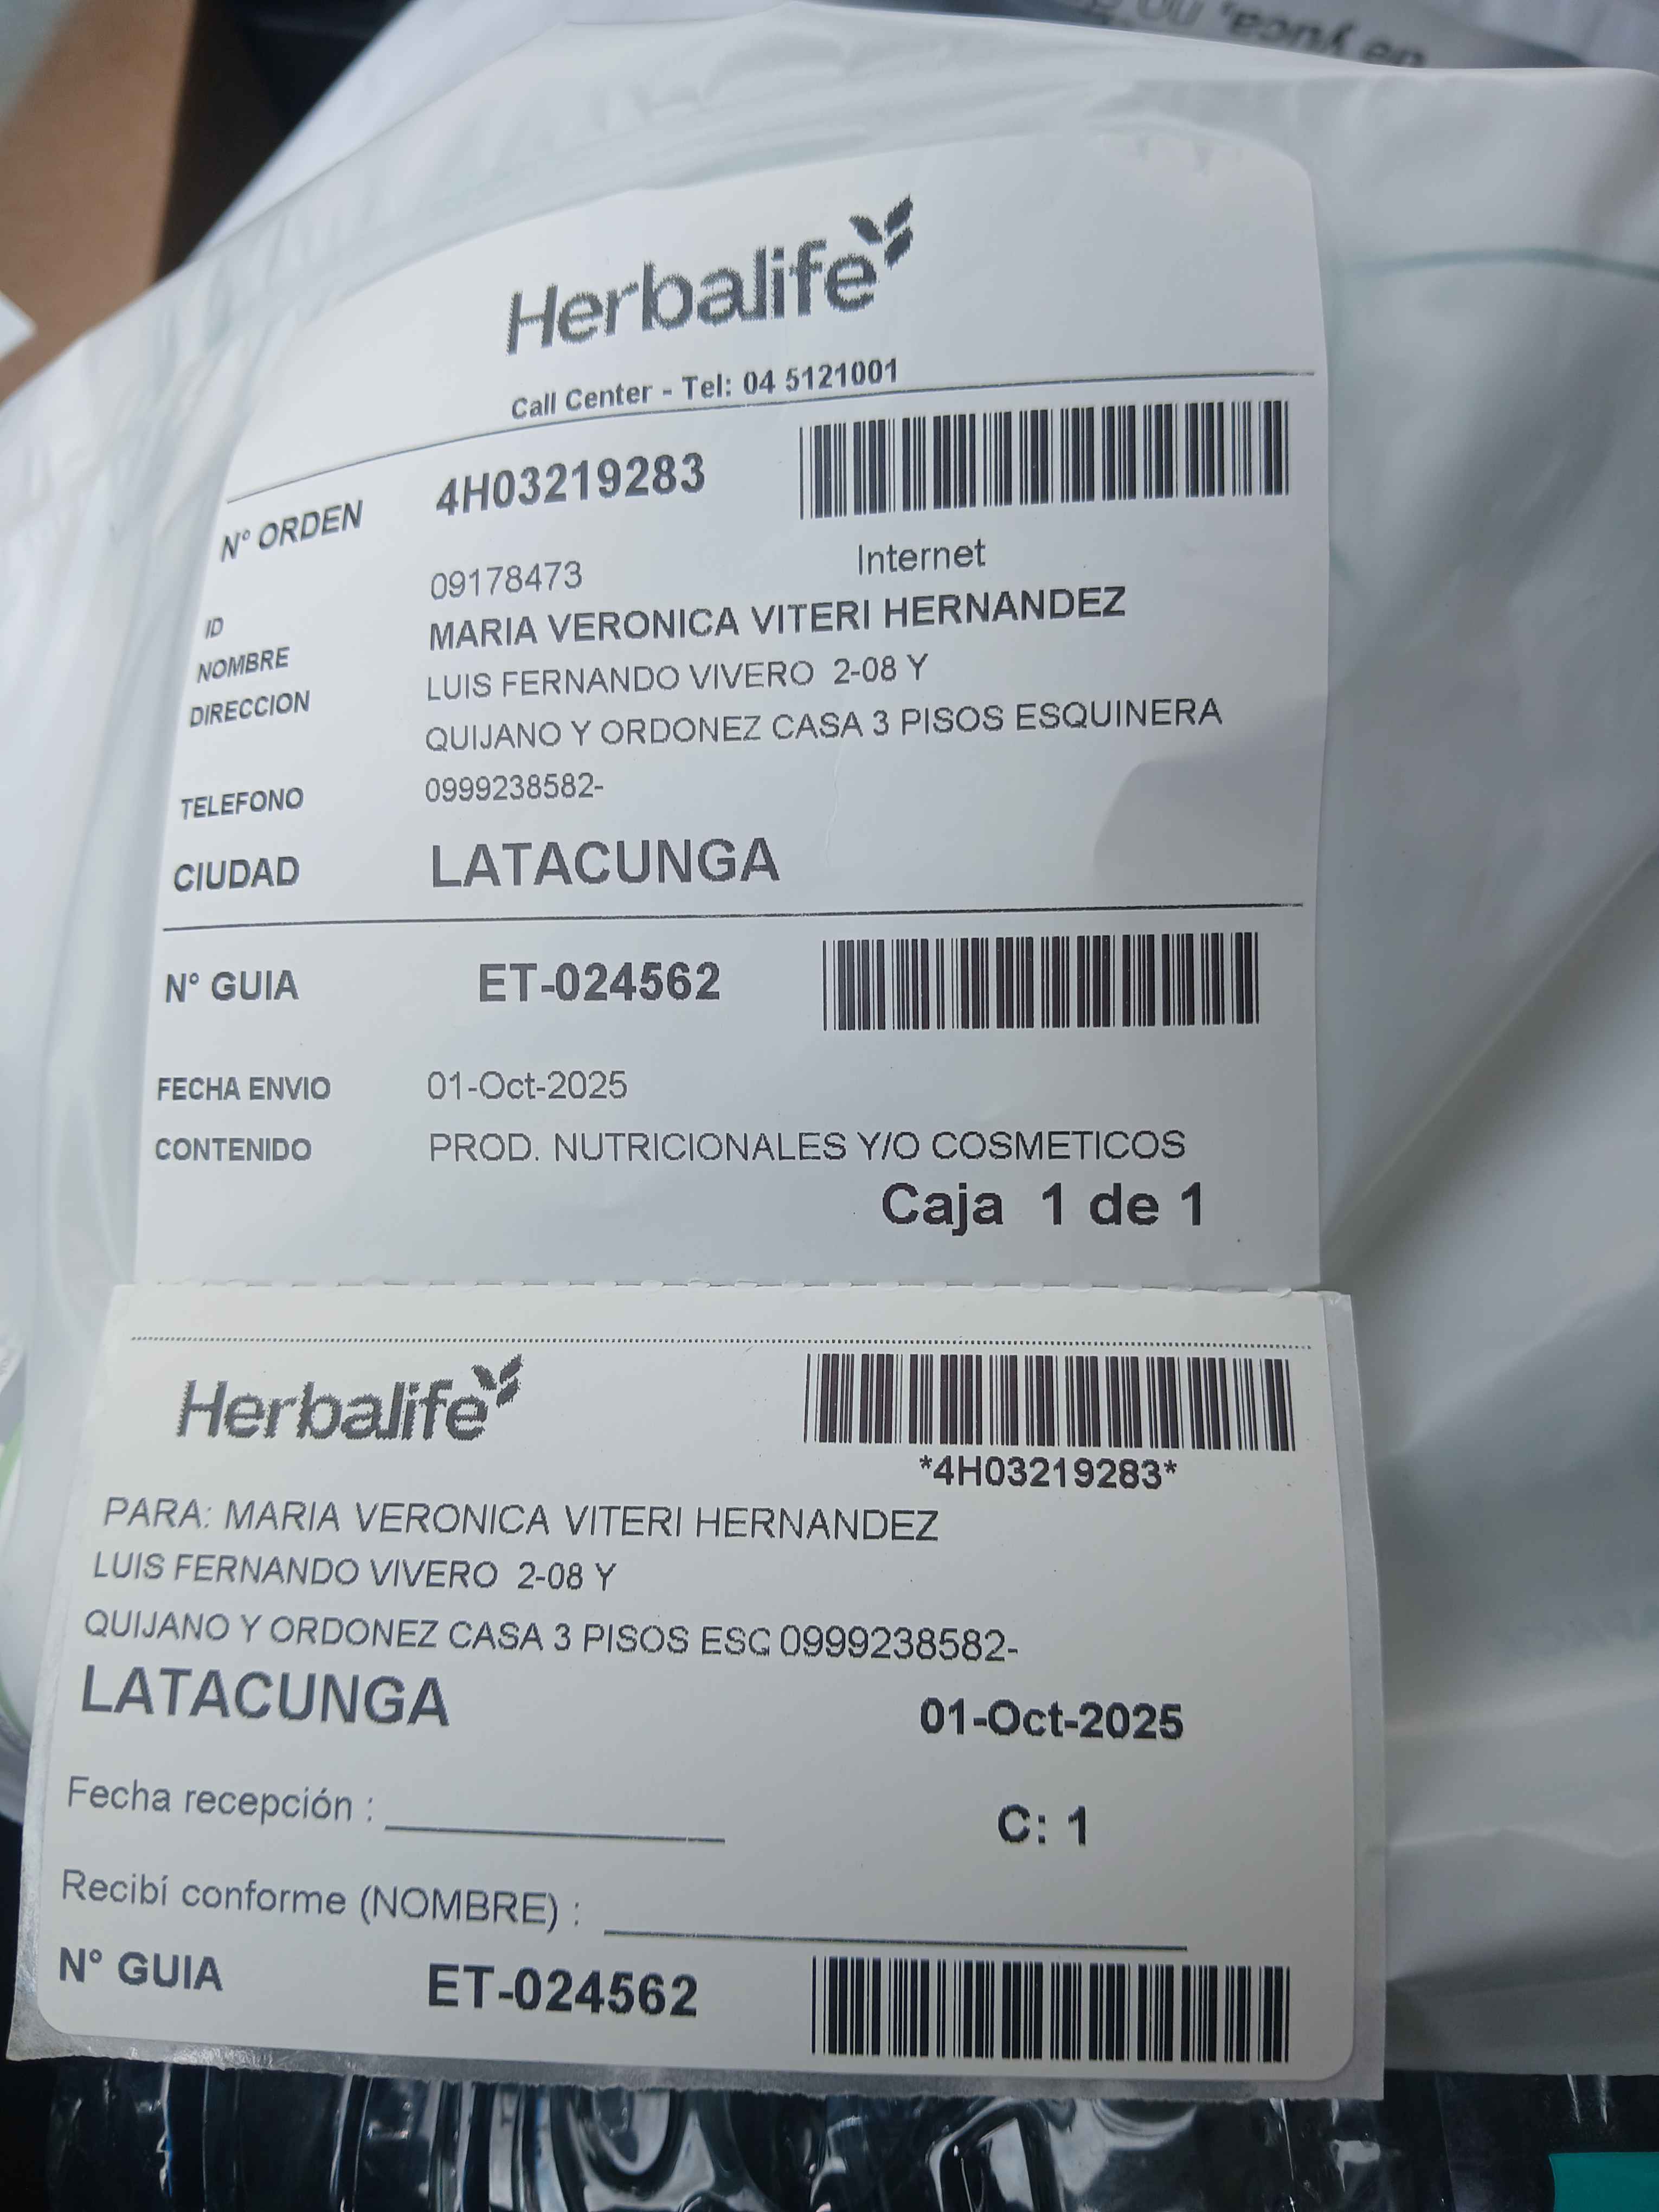 de yuca, no
Herbalife
Call Center - Tel: 04 5121001
N° ORDEN 4H03219283
Internet
ID 09178473
NOMBRE MARIA VERONICA VITERI HERNANDEZ
DIRECCION LUIS FERNANDO VIVERO 2-08 Y
QUIJANO Y ORDONEZ CASA 3 PISOS ESQUINERA
TELEFONO 0999238582-
CIUDAD LATACUNGA
N° GUIA ET-024562
FECHA ENVIO 01-Oct-2025
CONTENIDO PROD. NUTRICIONALES Y/O COSMETICOS
Caja 1 de 1
Herbalife
*4H03219283*
PARA: MARIA VERONICA VITERI HERNANDEZ
LUIS FERNANDO VIVERO 2-08 Y
QUIJANO Y ORDONEZ CASA 3 PISOS ESC 0999238582-
LATACUNGA 01-Oct-2025
Fecha recepción :
C: 1
Recibí conforme (NOMBRE) :
N° GUIA ET-024562